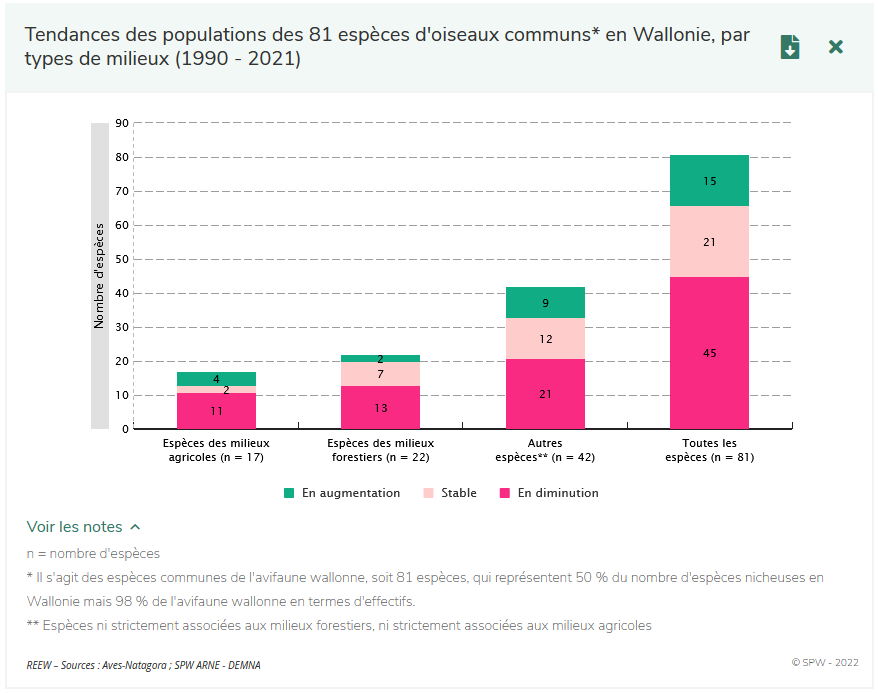 Tendances des populations des 81 espèces d'oiseaux communs* en Wallonie, par
types de milieu (1990 - 2021)
90
80
70
60
50
40
30
20
10
0
Nombre d'espèces
4
2
11
2
7
13
9
12
21
15
21
45
Espèces des milieux
agricoles (n = 17)
Espèces des milieux
forestiers (n = 22)
Autres
espèces** (n = 42)
Toutes les
espèces (n = 81)
En augmentation
Stable
En diminution
Voir les notes
n = nombre d'espèces
* Il s'agit des espèces communes de l'avifaune wallonne, soit 81 espèces, qui représentent 50 % du nombre d'espèces nicheuses en
Wallonie mais 98 % de l'avifaune wallonne en termes d'effectifs.
** Espèces ni strictement associées aux milieux forestiers, ni strictement associées aux milieux agricoles
REEW – Sources : Aves-Natagora ; SPW ARNE - DEMNA
© SPW - 2022